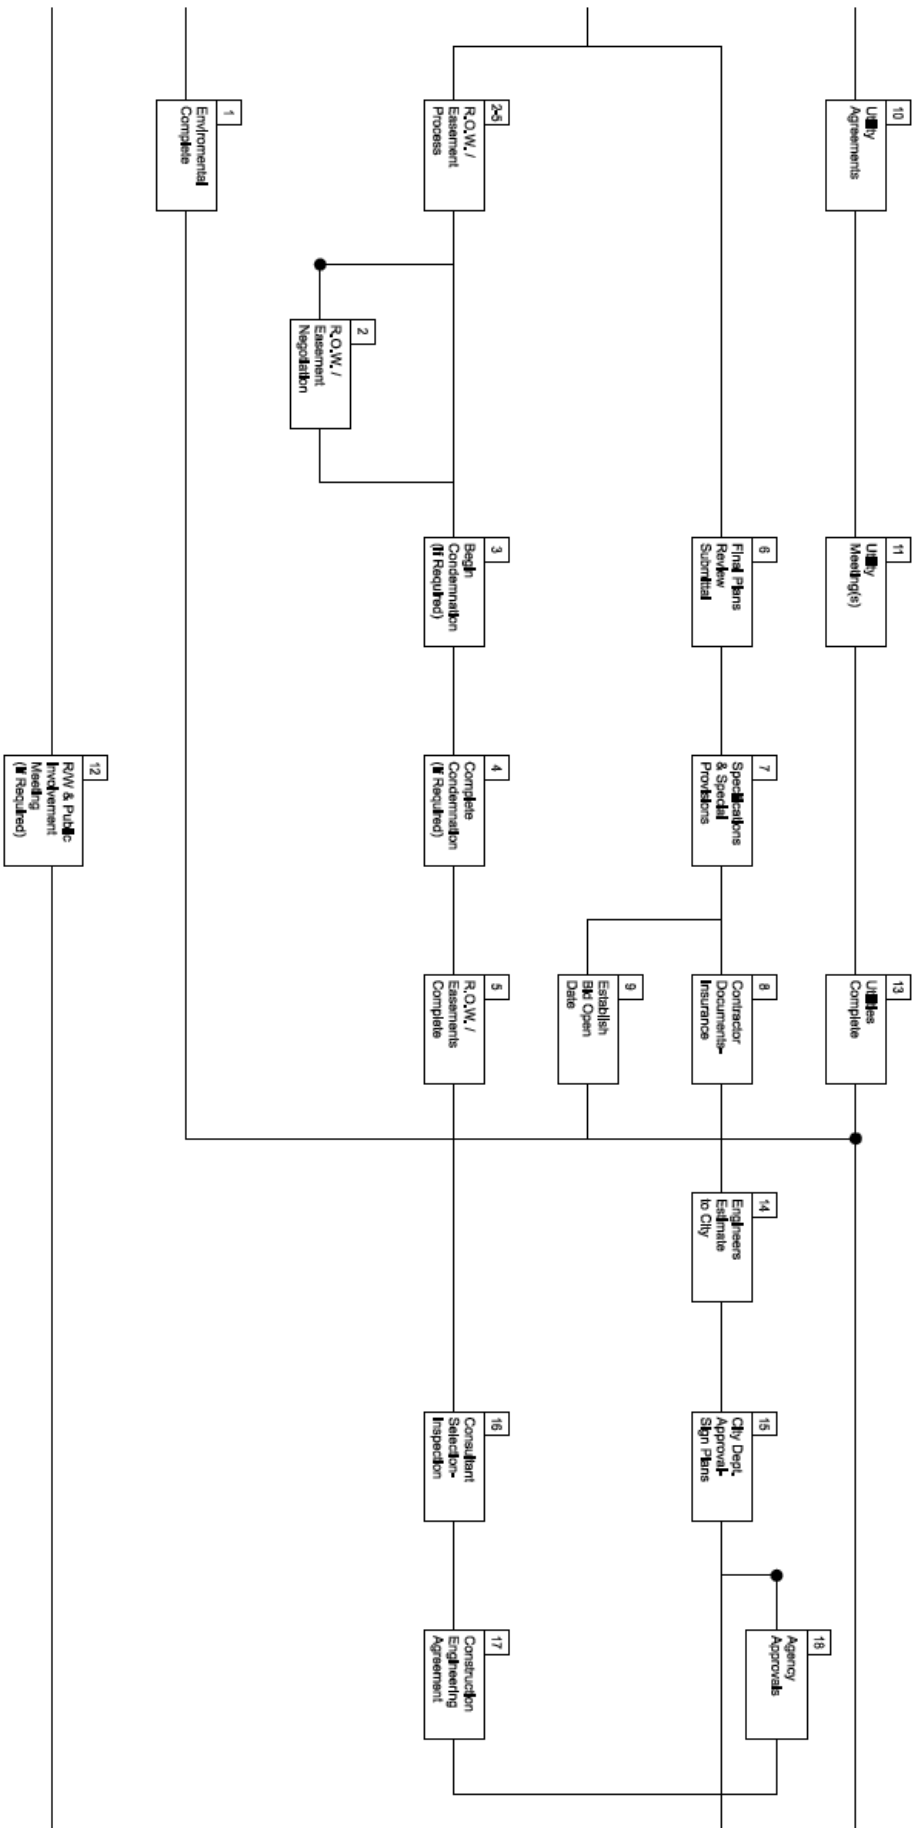 10
Utility
Agreements
11
Utility
Meeting(s)
13
Utilities
Complete
18
Agency
Approvals
6
Final Plans
Review
Submittal
7
Specifications
& Special
Provisions
8
Contractor
Documents-
Insurance
14
Engineers
Estimate
to City
15
City Dept.
Approval-
Sign Plans
9
Establish
Bid Open
Date
2-5
R.O.W. /
Easement
Process
3
Begin
Condemnation
(If Required)
4
Complete
Condemnation
(If Required)
5
R.O.W. /
Easements
Complete
16
Consultant
Selection-
Inspection
17
Construction
Engineering
Agreement
2
R.O.W. /
Easement
Negotiation
1
Enviromental
Complete
12
R/W & Public
Involvement
Meeting
(If Required)